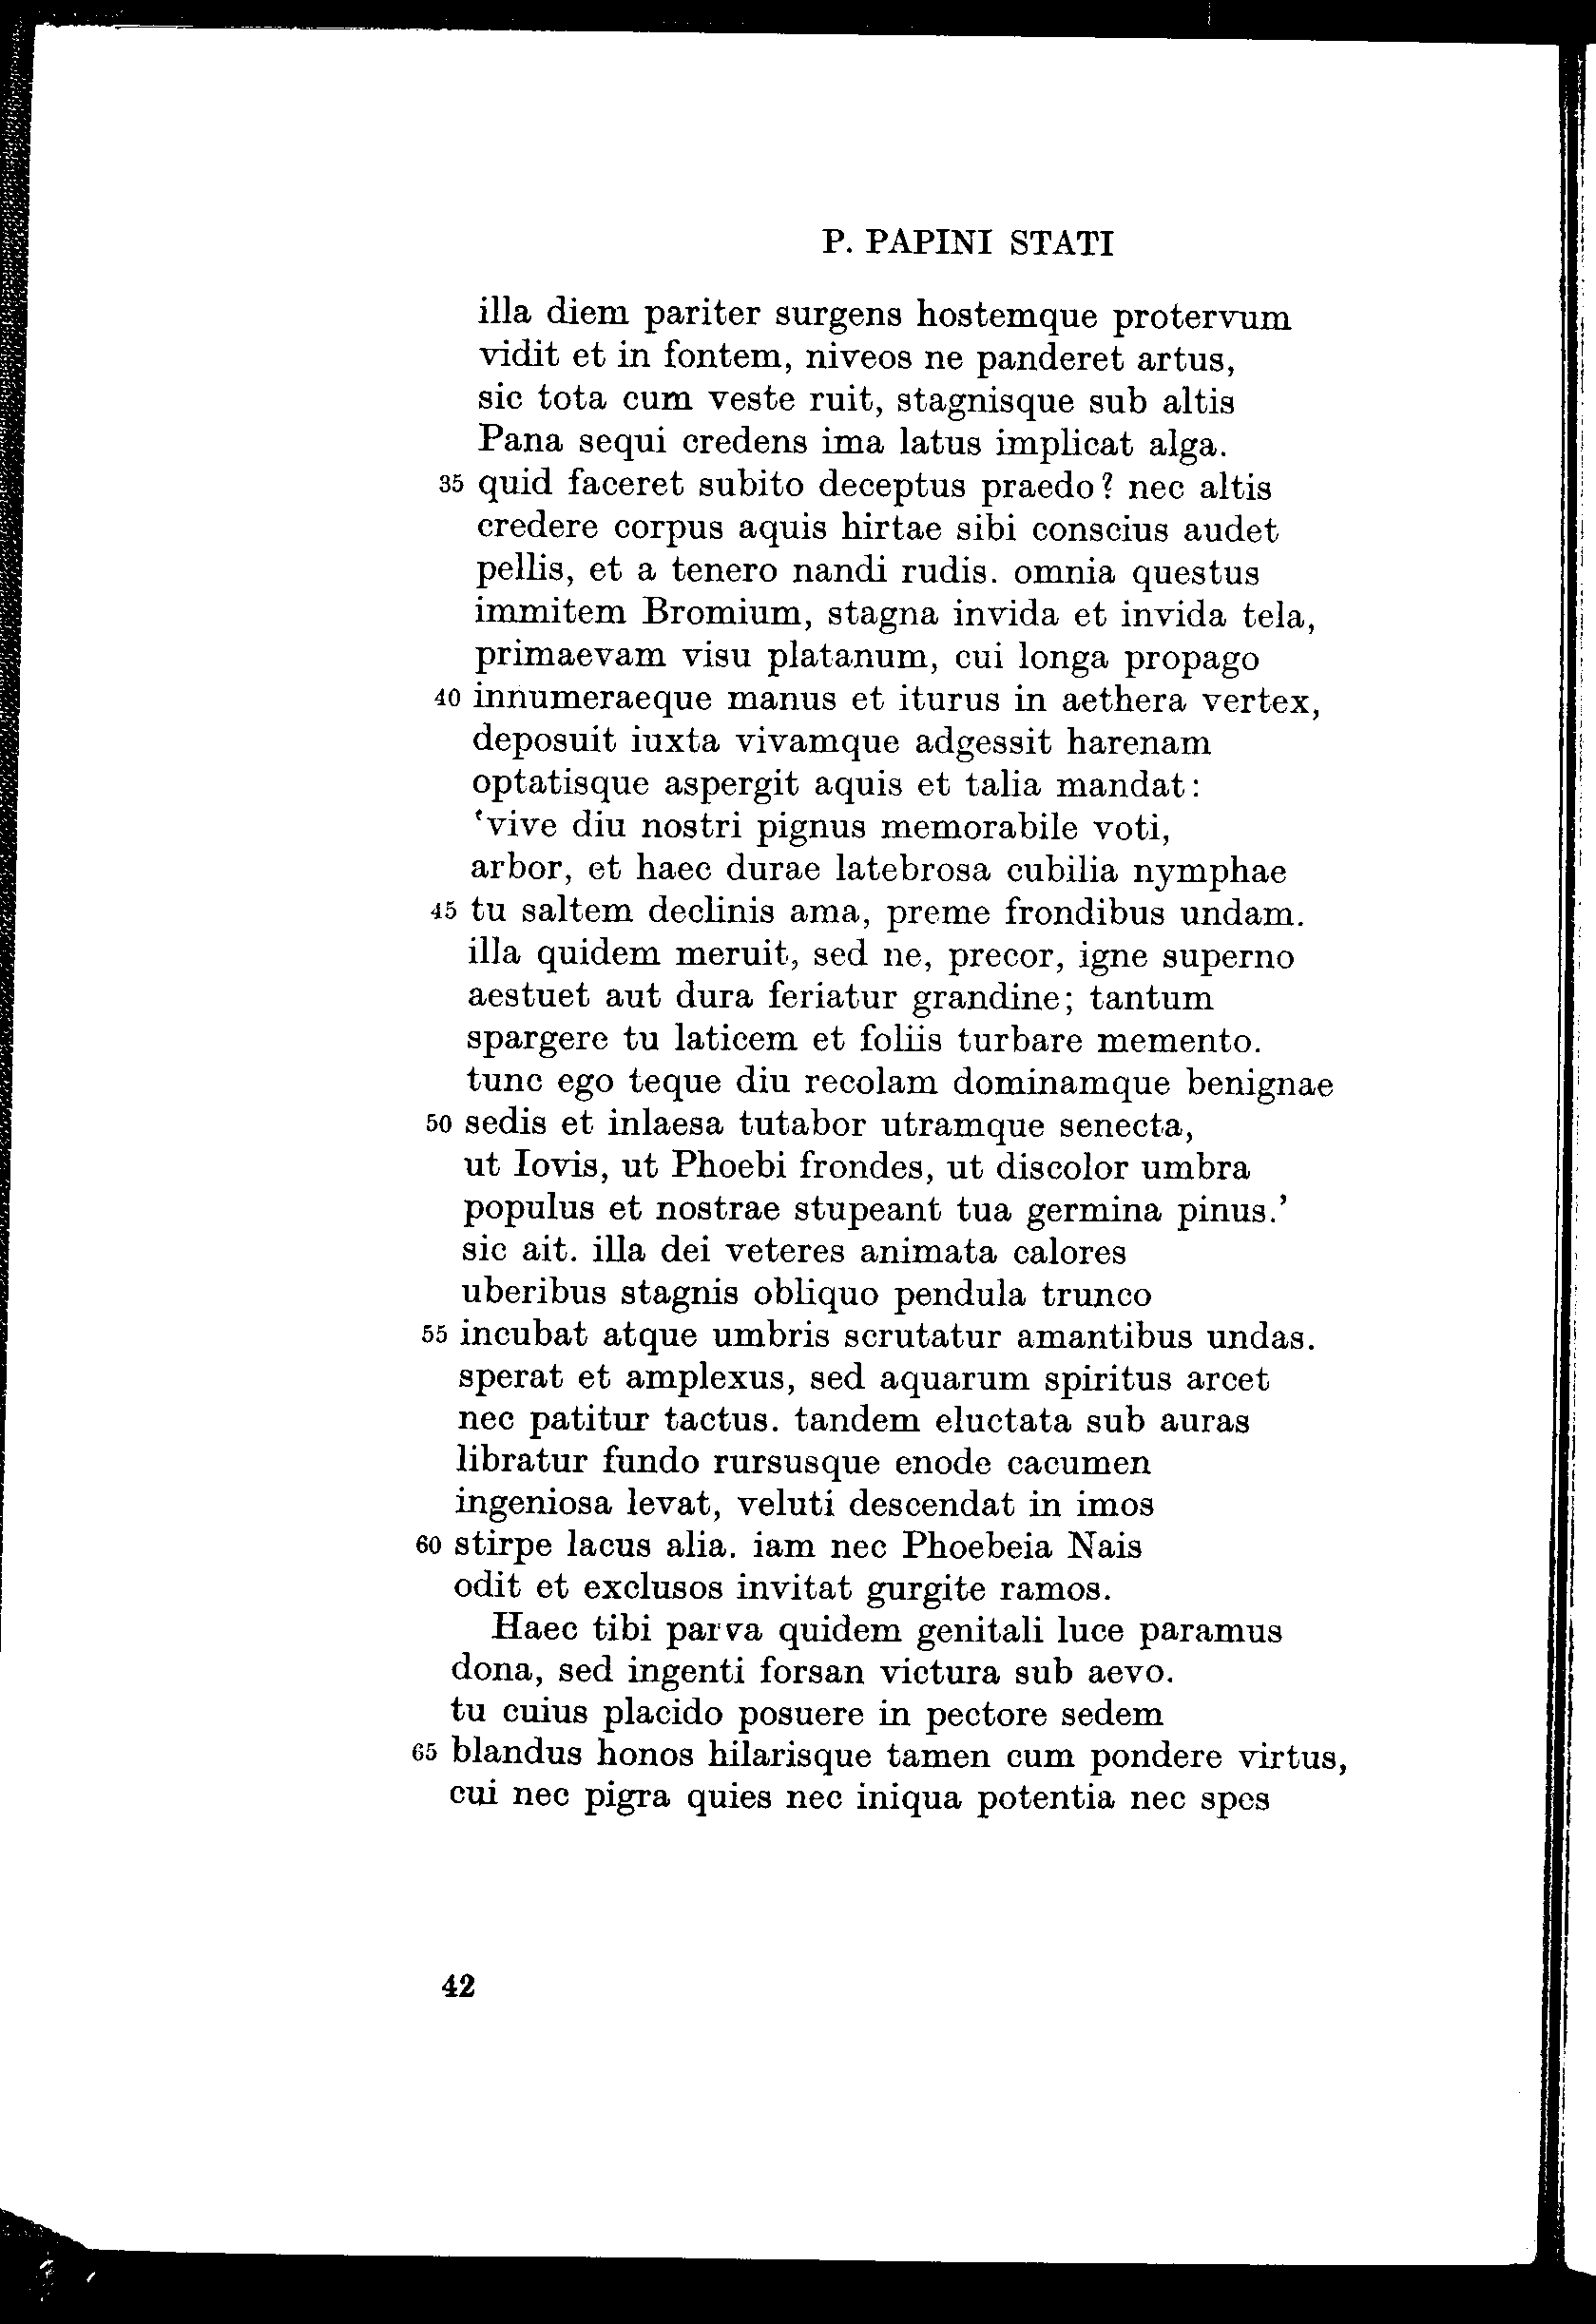 P. PAPINI STATI
illa diem pariter surgens hostemque protervum
vidit et in fontem, niveos ne panderet artus,
sic tota cum veste ruit, stagnisque sub altis
Pana sequi credens ima latus implicat alga.
35 quid faceret subito deceptus praedo? nec altis
credere corpus aquis hirtae sibi conscius audet
pellis, et a tenero nandi rudis. omnia questus
immitem Bromium, stagna invida et invida tela,
primaevam visu platanum, cui longa propago
40 innumeraeque manus et iturus in aethera vertex,
deposuit iuxta vivamque adgessit harenam
optatisque aspergit aquis et talia mandat:
‘vive diu nostri pignus memorabile voti,
arbor, et haec durae latebrosa cubilia nymphae
45 tu saltem declinis ama, preme frondibus undam.
illa quidem meruit, sed ne, precor, igne superno
aestuet aut dura feriatur grandine; tantum
spargere tu laticem et foliis turbare memento.
tunc ego teque diu recolam dominamque benignae
50 sedis et inlaesa tutabor utramque senecta,
ut Iovis, ut Phoebi frondes, ut discolor umbra
populus et nostrae stupeant tua germina pinus.’
sic ait. illa dei veteres animata calores
uberibus stagnis obliquo pendula trunco
55 incubat atque umbris scrutatur amantibus undas.
sperat et amplexus, sed aquarum spiritus arcet
nec patitur tactus. tandem eluctata sub auras
libratur fundo rursusque enode cacumen
ingeniosa levat, veluti descendat in imos
60 stirpe lacus alia. iam nec Phoebeia Nais
odit et exclusos invitat gurgite ramos.
Haec tibi parva quidem genitali luce paramus
dona, sed ingenti forsan victura sub aevo.
tu cuius placido posuere in pectore sedem
65 blandus honos hilarisque tamen cum pondere virtus,
cui nec pigra quies nec iniqua potentia nec spes
42